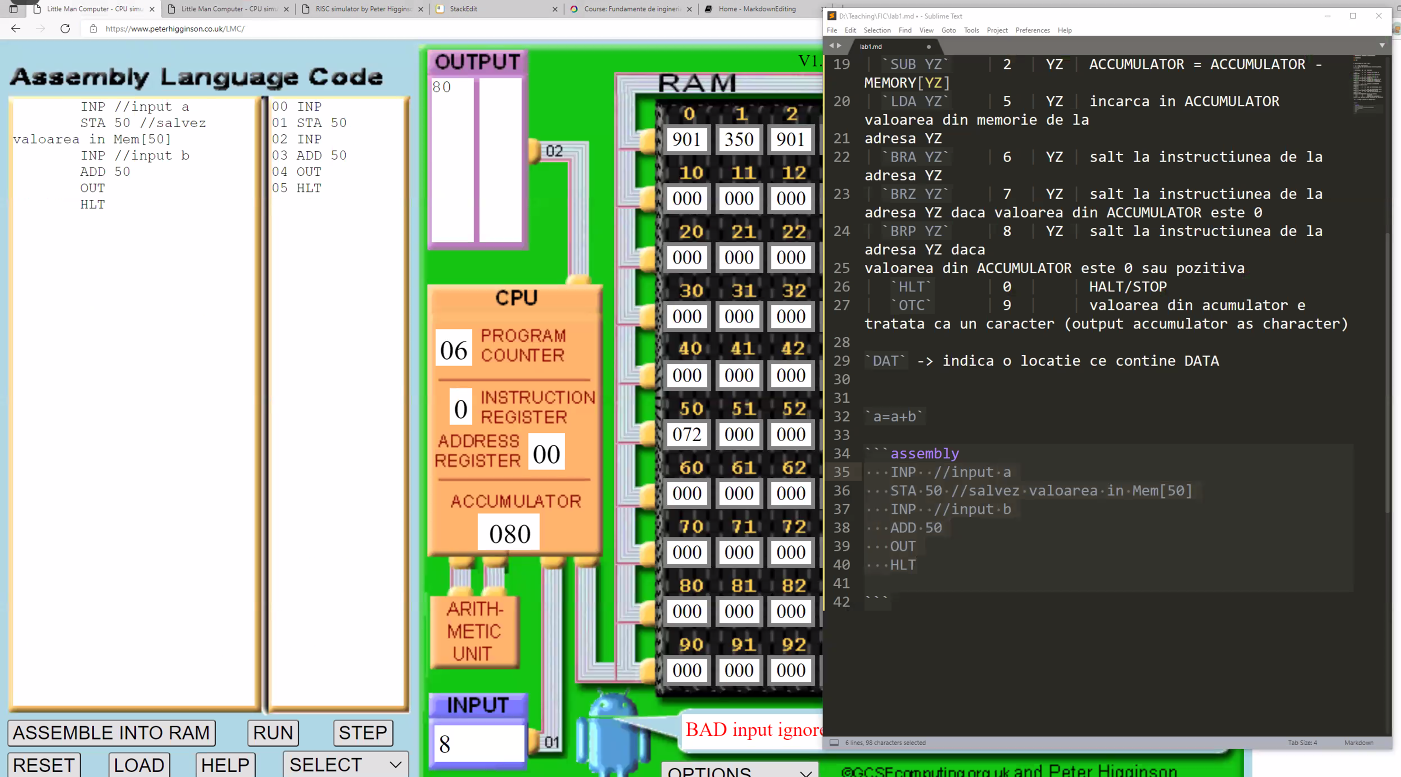 Little Man Computer - CPU simu
Little Man Computer - CPU simu
RISC simulator by Peter Higgins
StackEdit
Course: Fundamente de ingineri
Home - MarkdownEditing
https://www.peterhigginson.co.uk/LMC/
Assembly Language Code
INP //input a
STA 50 //salvez
valoarea in Mem[50]
INP //input b
ADD 50
OUT
HLT
00 INP
01 STA 50
02 INP
03 ADD 50
04 OUT
05 HLT
OUTPUT
80
02
CPU
06 PROGRAM
COUNTER
0 INSTRUCTION
REGISTER
ADDRESS
REGISTER 00
ACCUMULATOR
080
ARITH-
METIC
UNIT
INPUT
8
01
V1.
RAM
0 1 2
901 350 901
10 11 12
000 000 000
20 21 22
000 000 000
30 31 32
000 000 000
40 41 42
000 000 000
50 51 52
072 000 000
60 61 62
000 000 000
70 71 72
000 000 000
80 81 82
000 000 000
90 91 92
000 000 000
BAD input ignor
ASSEMBLE INTO RAM RUN STEP
RESET LOAD HELP SELECT
OPTIONS
©GCSEcomputing.org.uk and Peter Higginson
D:\Teaching\FIC\lab1.md • - Sublime Text
File Edit Selection Find View Goto Tools Project Preferences Help
lab1.md
19 | `SUB YZ` | 2 | YZ | ACCUMULATOR = ACCUMULATOR -
MEMORY[YZ]
20 | `LDA YZ` | 5 | YZ | incarca in ACCUMULATOR
valoarea din memorie de la
21 adresa YZ
22 | `BRA YZ` | 6 | YZ | salt la instructiunea de la
adresa YZ
23 | `BRZ YZ` | 7 | YZ | salt la instructiunea de la
adresa YZ daca valoarea din ACCUMULATOR este 0
24 | `BRP YZ` | 8 | YZ | salt la instructiunea de la
adresa YZ daca
25 valoarea din ACCUMULATOR este 0 sau pozitiva
26 | `HLT` | 0 | | HALT/STOP
27 | `OTC` | 9 | | valoarea din acumulator e
tratata ca un caracter (output accumulator as character)
28
29 `DAT` -> indica o locatie ce contine DATA
30
31
32 `a=a+b`
33
34 ```assembly
35 INP //input a
36 STA 50 //salvez valoarea in Mem[50]
37 INP //input b
38 ADD 50
39 OUT
40 HLT
41
42 ```
6 lines, 98 characters selected
Tab Size: 4
Markdown